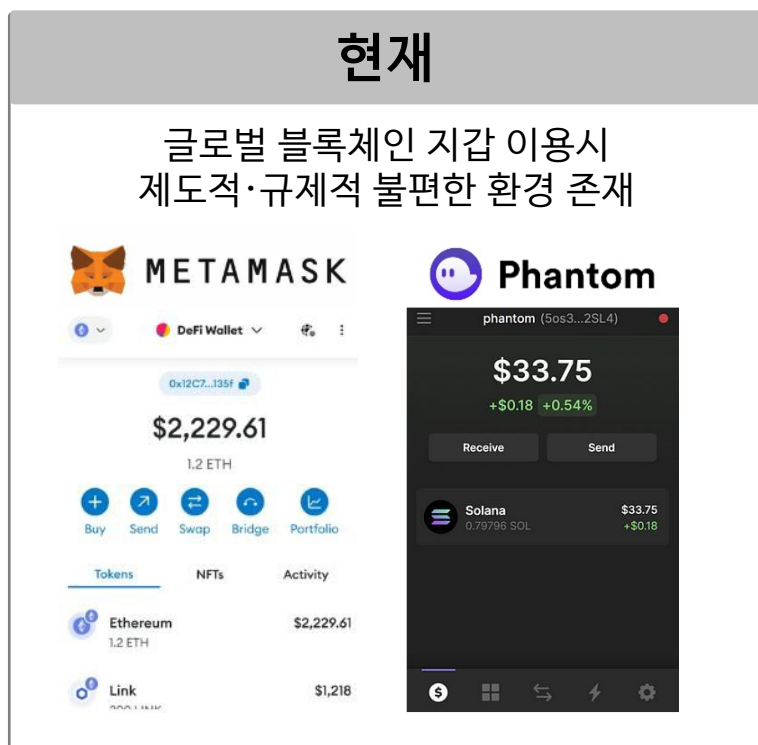 현재
글로벌 블록체인 지갑 이용시
제도적·규제적 불편한 환경 존재
METAMASK
DeFi Wallet
0x12C7...135f
$2,229.61
1.2 ETH
Buy Send Swap Bridge Portfolio
Tokens NFTs Activity
Ethereum $2,229.61
1.2 ETH
Link $1,218
Phantom
phantom (5os3...2SL4)
$33.75
+$0.18 +0.54%
Receive Send
Solana $33.75
0.79796 SOL +$0.18